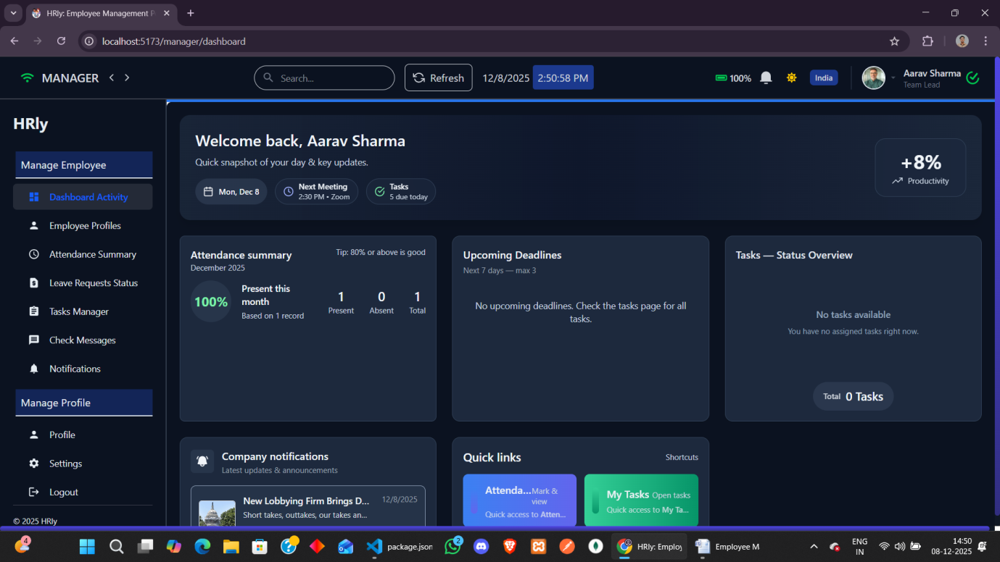 HRly: Employee Management P
localhost:5173/manager/dashboard
MANAGER
Search...
Refresh
12/8/2025 2:50:58 PM
100%
India
Aarav Sharma
Team Lead
HRly
Manage Employee
Dashboard Activity
Employee Profiles
Attendance Summary
Leave Requests Status
Tasks Manager
Check Messages
Notifications
Manage Profile
Profile
Settings
Logout
© 2025 HRly
Welcome back, Aarav Sharma
Quick snapshot of your day & key updates.
Mon, Dec 8
Next Meeting
2:30 PM • Zoom
Tasks
5 due today
+8%
Productivity
Attendance summary
December 2025
Tip: 80% or above is good
100%
Present this
month
Based on 1 record
1
Present
0
Absent
1
Total
Upcoming Deadlines
Next 7 days — max 3
No upcoming deadlines. Check the tasks page for all
tasks.
Tasks — Status Overview
No tasks available
You have no assigned tasks right now.
Total 0 Tasks
Company notifications
Latest updates & announcements
New Lobbying Firm Brings D...
12/8/2025
Short takes, outtakes, our takes an...
Quick links
Shortcuts
Attenda...
Mark &
view
Quick access to Atten...
My Tasks Open tasks
Quick access to My Ta...
4
package.json
2
HRly: Employ
Employee M
ENG
IN
14:50
08-12-2025